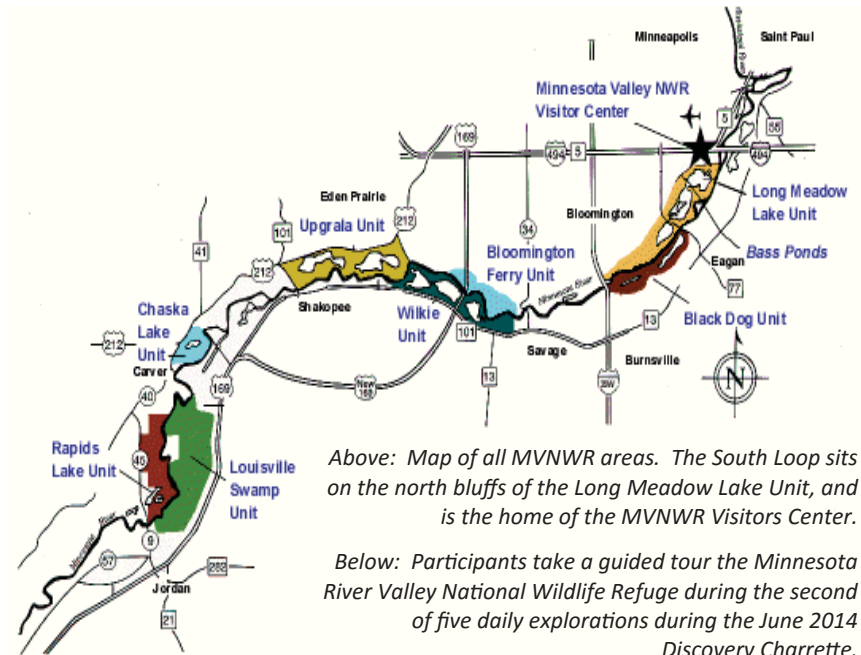 Minneapolis
Saint Paul
Minnesota Valley NWR
Visitor Center
5
55
169
494
5
494
Eden Prairie
Long Meadow
Lake Unit
Upgrala Unit
212
Bloomington
101
34
41
Bloomington
Ferry Unit
Bass Ponds
212
Eagan
Chaska
Lake
Unit
Shakopee
Wilkie
Unit
Minnesota River
77
13
Black Dog Unit
101
Savage
212
Carver
Burnsville
13
169
New
169
35W
40
N
Rapids
Lake Unit
45
Louisville
Swamp
Unit
Above: Map of all MVNWR areas. The South Loop sits
on the north bluffs of the Long Meadow Lake Unit, and
is the home of the MVNWR Visitors Center.
9
57
282
Jordan
21
Below: Participants take a guided tour the Minnesota
River Valley National Wildlife Refuge during the second
of five daily explorations during the June 2014
Discovery Charrette.